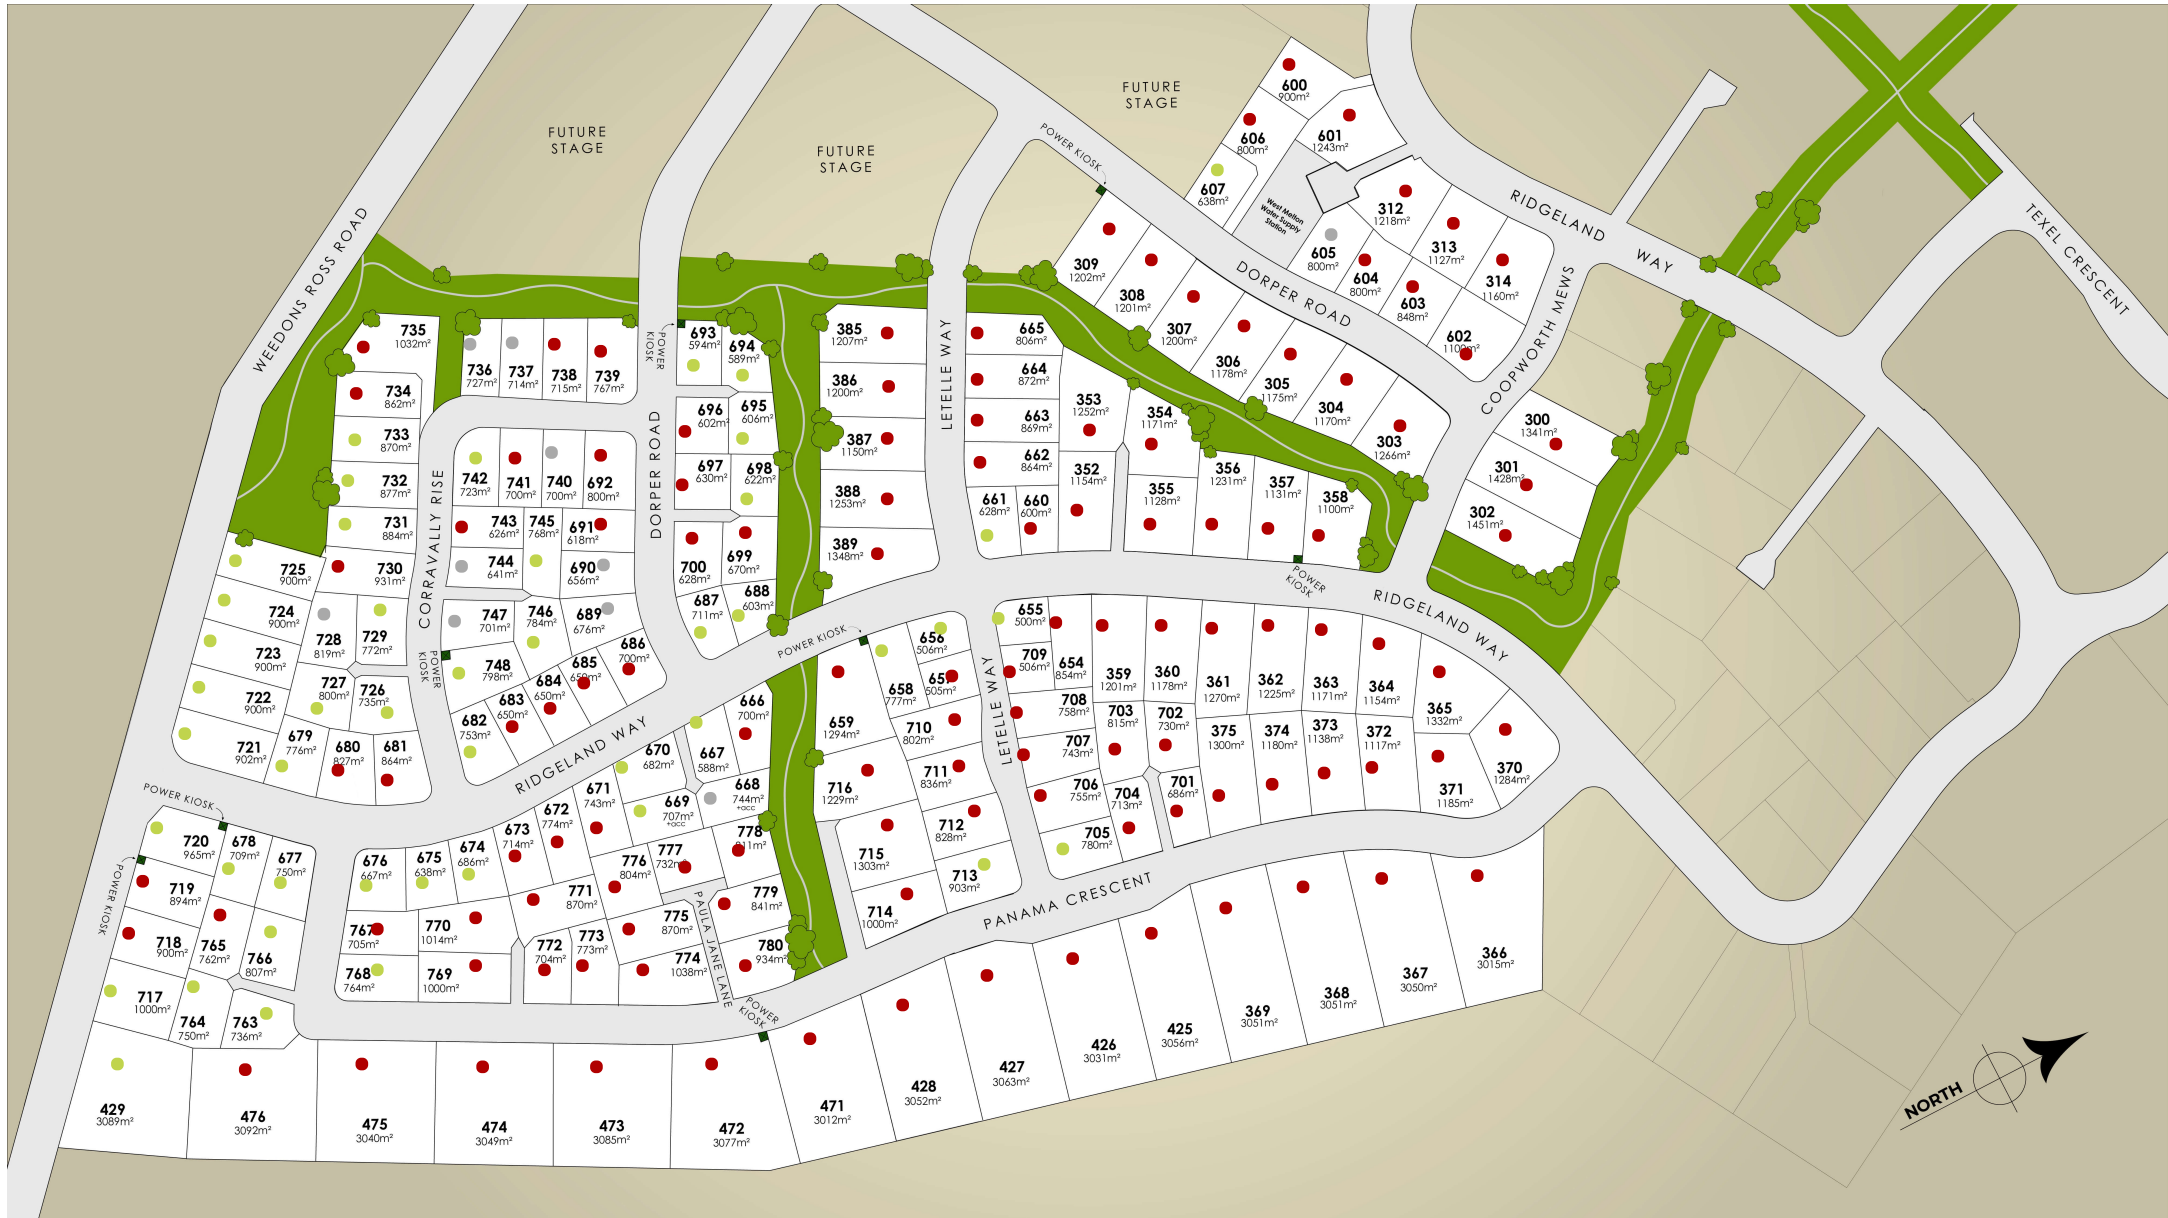 FUTURE
STAGE
FUTURE
STAGE
FUTURE
STAGE
WEEDONS ROSS ROAD
POWER KIOSK
600
900m²
606
800m²
601
1243m²
607
638m²
West Melton
Water Supply
Station
312
1218m²
313
1127m²
314
1160m²
605
800m²
604
800m²
603
848m²
602
RIDGELAND
WAY
TEXEL CRESCENT
COOPWORTH MEWS
DORPER ROAD
309
1202m²
308
1201m²
307
1200m²
306
1178m²
305
1175m²
304
1170m²
303
1266m²
300
1341m²
301
1428m²
302
1451m²
735
1032m²
734
862m²
733
870m²
732
877m²
731
884m²
730
931m²
736
727m²
737
714m²
738
715m²
739
767m²
POWER
KIOSK
693
594m²
694
589m²
696
602m²
695
606m²
697
630m²
698
622m²
700
628m²
699
670m²
687
711m²
688
603m²
DORPER ROAD
CORAVALLY RISE
742
723m²
741
700m²
740
700m²
692
800m²
743
626m²
745
768m²
691
618m²
744
641m²
690
656m²
747
701m²
746
784m²
689
676m²
748
798m²
686
700m²
685
684
650m²
683
650m²
682
753m²
POWER
KIOSK
385
1207m²
386
1200m²
387
1150m²
388
1253m²
389
1348m²
LETELLE WAY
665
806m²
664
872m²
663
869m²
662
864m²
661
628m²
660
600m²
353
1252m²
352
1154m²
354
1171m²
355
1128m²
356
1231m²
357
1131m²
358
1100m²
POWER
KIOSK
RIDGELAND WAY
725
900m²
724
900m²
723
900m²
722
900m²
721
902m²
728
819m²
729
772m²
727
800m²
726
735m²
679
776m²
680
827m²
681
864m²
POWER KIOSK
RIDGELAND WAY
POWER KIOSK
655
500m²
709
506m²
654
854m²
656
506m²
505m²
658
777m²
659
1294m²
710
802m²
711
836m²
712
828m²
713
903m²
716
1229m²
715
1303m²
714
1000m²
LETELLE WAY
708
758m²
707
743m²
706
755m²
705
780m²
703
815m²
702
730m²
704
713m²
701
686m²
359
1201m²
360
1178m²
361
1270m²
362
1225m²
363
1171m²
364
1154m²
365
1332m²
375
1300m²
374
1180m²
373
1138m²
372
1117m²
371
1185m²
370
1284m²
666
700m²
667
588m²
668
744m²
+acc
670
682m²
669
707m²
+acc
671
743m²
672
774m²
673
714m²
674
686m²
675
638m²
676
667m²
778
777
732m²
776
804m²
779
841m²
780
934m²
775
870m²
774
1038m²
773
773m²
772
704m²
771
870m²
770
1014m²
769
1000m²
767
705m²
768
764m²
PAULA JANE LANE
POWER
KIOSK
PANAMA CRESCENT
POWER KIOSK
720
965m²
678
709m²
677
750m²
719
894m²
718
900m²
765
762m²
766
807m²
717
1000m²
764
750m²
763
736m²
429
3089m²
476
3092m²
475
3040m²
474
3049m²
473
3085m²
472
3077m²
471
3012m²
428
3052m²
427
3063m²
426
3031m²
425
3056m²
369
3051m²
368
3051m²
367
3050m²
366
3015m²
NORTH